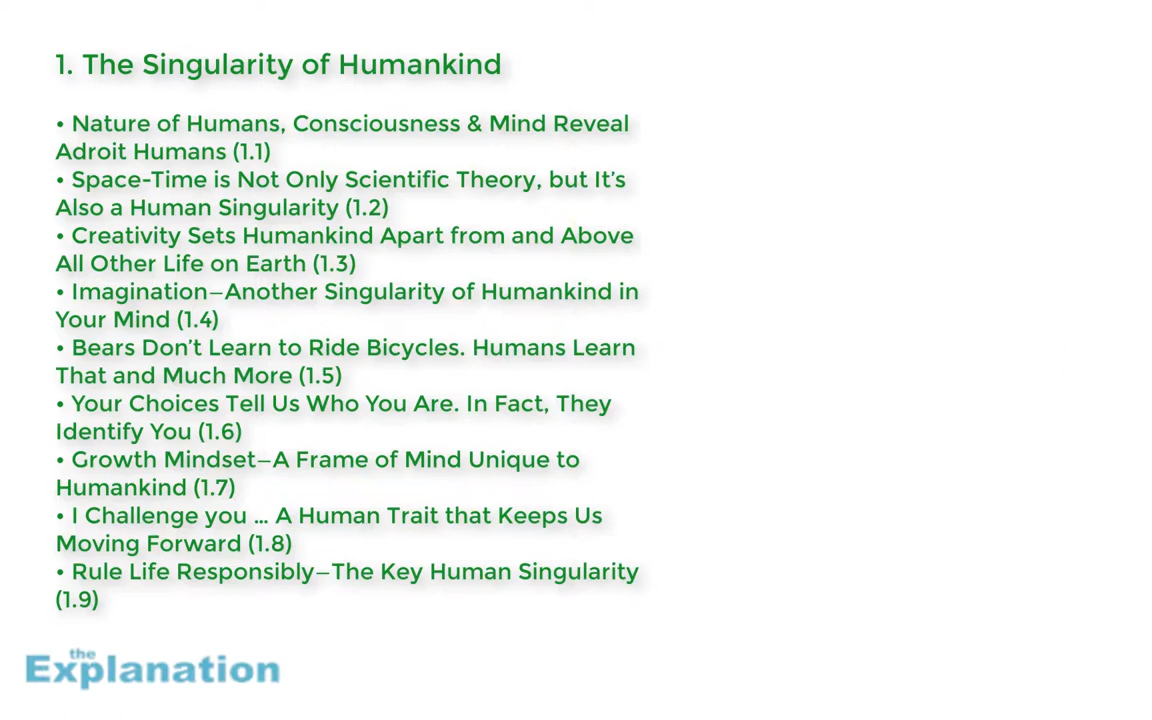 1. The Singularity of Humankind
• Nature of Humans, Consciousness & Mind Reveal
Adroit Humans (1.1)
• Space-Time is Not Only Scientific Theory, but It’s
Also a Human Singularity (1.2)
• Creativity Sets Humankind Apart from and Above
All Other Life on Earth (1.3)
• Imagination—Another Singularity of Humankind in
Your Mind (1.4)
• Bears Don’t Learn to Ride Bicycles. Humans Learn
That and Much More (1.5)
• Your Choices Tell Us Who You Are. In Fact, They
Identify You (1.6)
• Growth Mindset—A Frame of Mind Unique to
Humankind (1.7)
• I Challenge you … A Human Trait that Keeps Us
Moving Forward (1.8)
• Rule Life Responsibly—The Key Human Singularity
(1.9)
the
Explanation